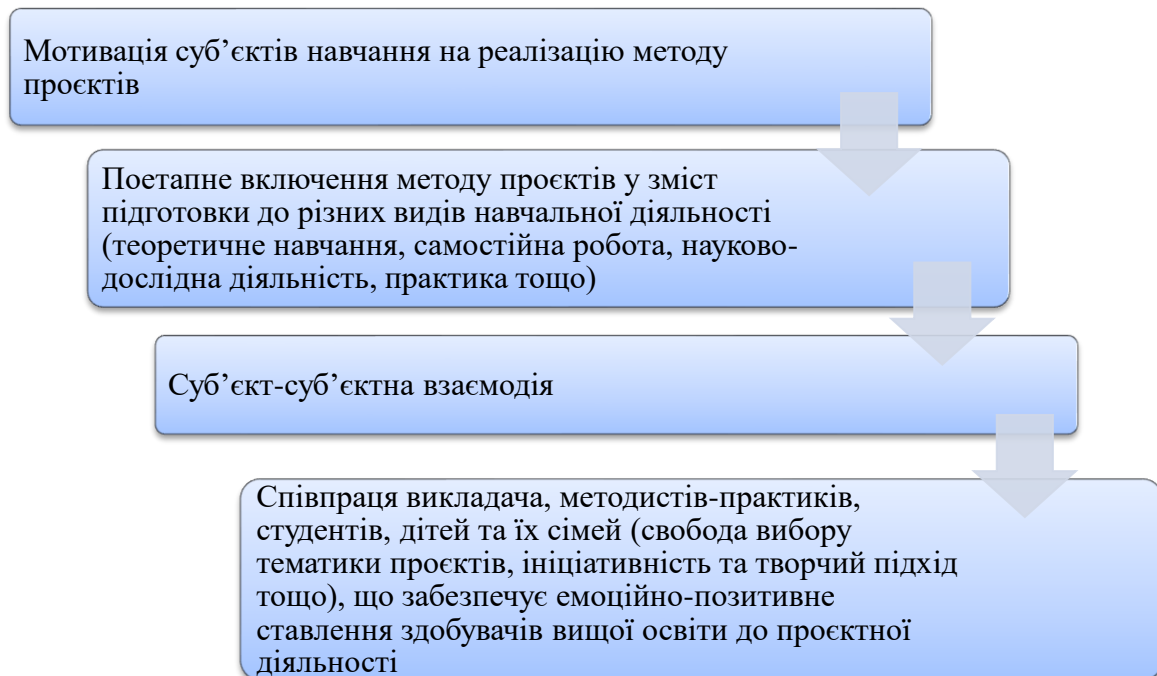 Мотивація суб’єктів навчання на реалізацію методу
проєктів
Поетапне включення методу проєктів у зміст
підготовки до різних видів навчальної діяльності
(теоретичне навчання, самостійна робота, науково-
дослідна діяльність, практика тощо)
Суб’єкт-суб’єктна взаємодія
Співпраця викладача, методистів-практиків,
студентів, дітей та їх сімей (свобода вибору
тематики проєктів, ініціативність та творчий підхід
тощо), що забезпечує емоційно-позитивне
ставлення здобувачів вищої освіти до проєктної
діяльності